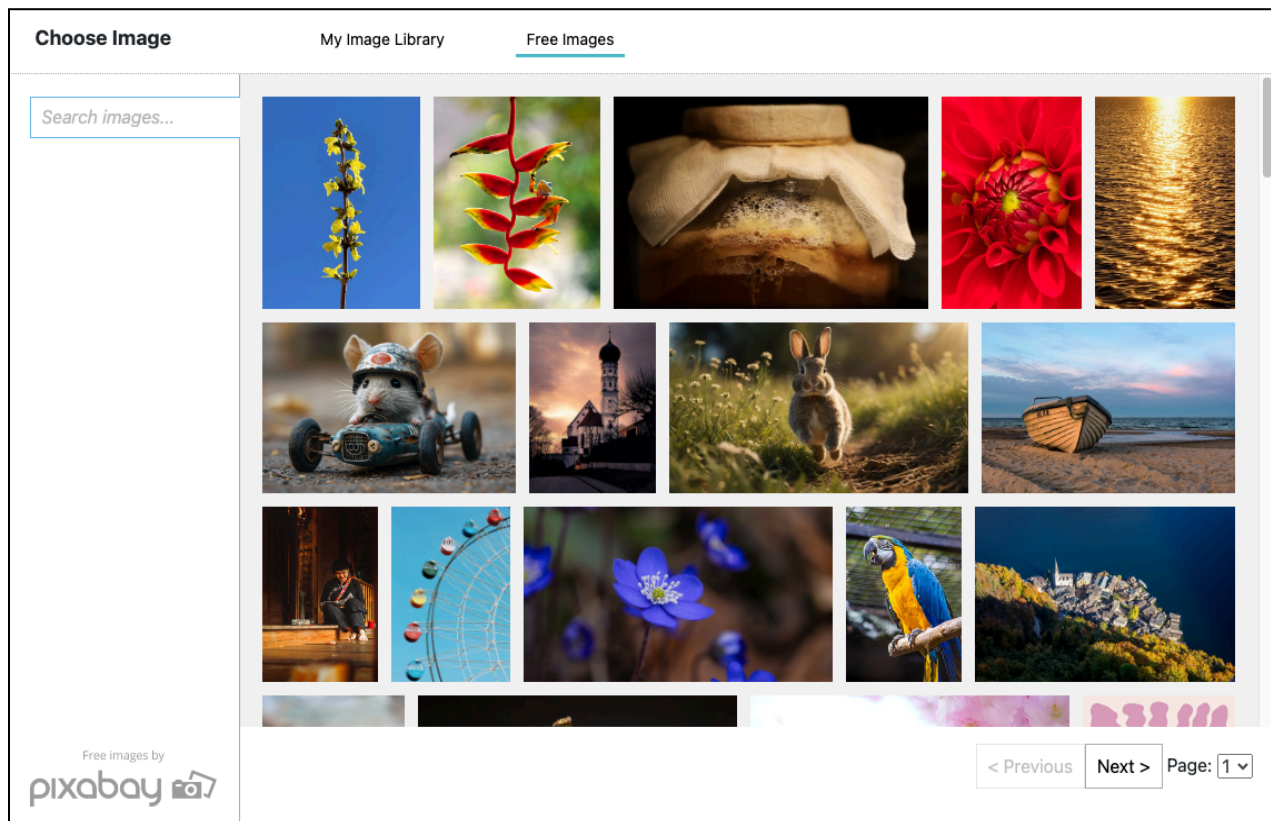 Choose Image
My Image Library
Free Images
Search images...
Free images by
pixabay
< Previous
Next >
Page:
1